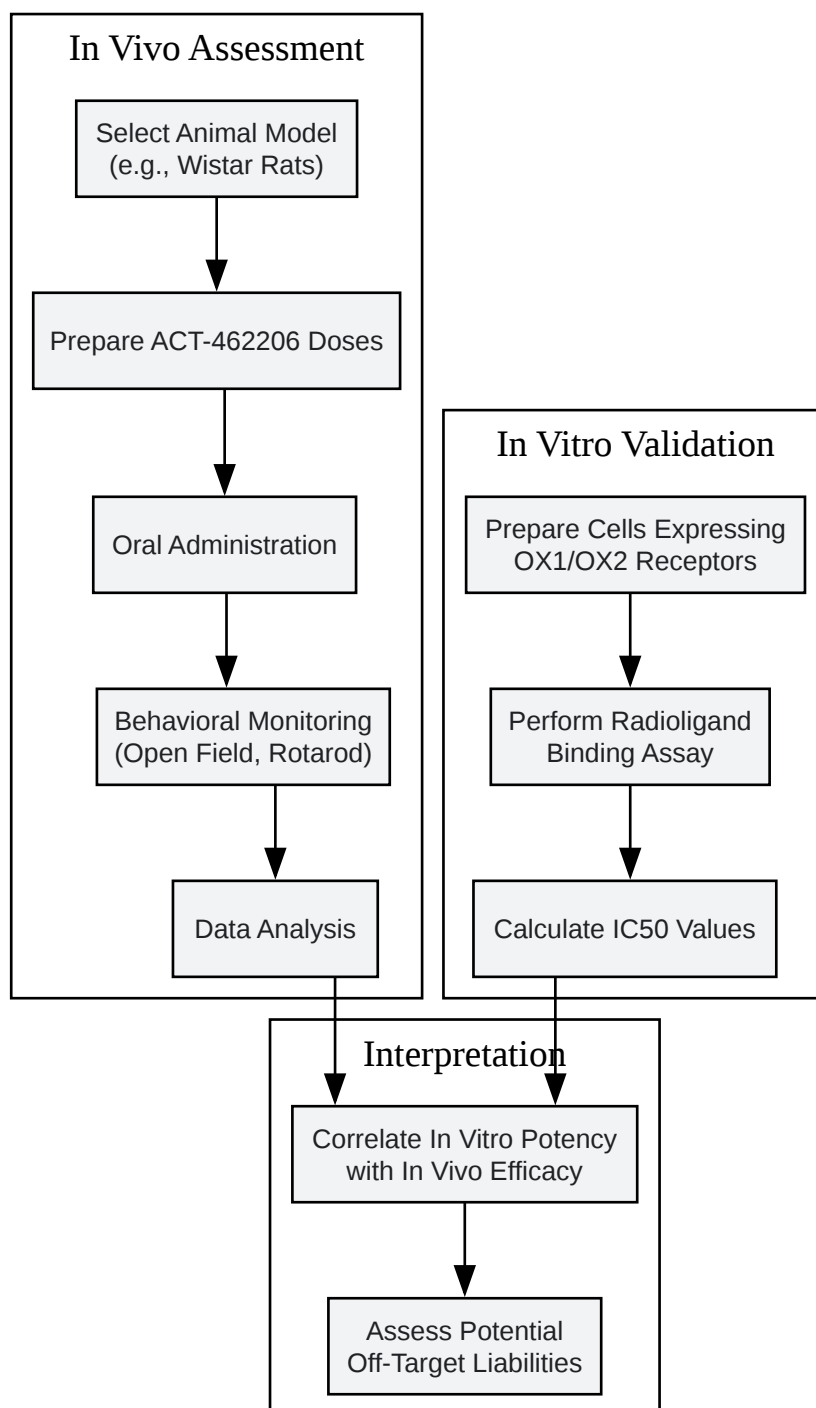 In Vivo Assessment
Select Animal Model
(e.g., Wistar Rats)
Prepare ACT-462206 Doses
Oral Administration
Behavioral Monitoring
(Open Field, Rotarod)
Data Analysis
In Vitro Validation
Prepare Cells Expressing
OX1/OX2 Receptors
Perform Radioligand
Binding Assay
Calculate IC50 Values
Interpretation
Correlate In Vitro Potency
with In Vivo Efficacy
Assess Potential
Off-Target Liabilities